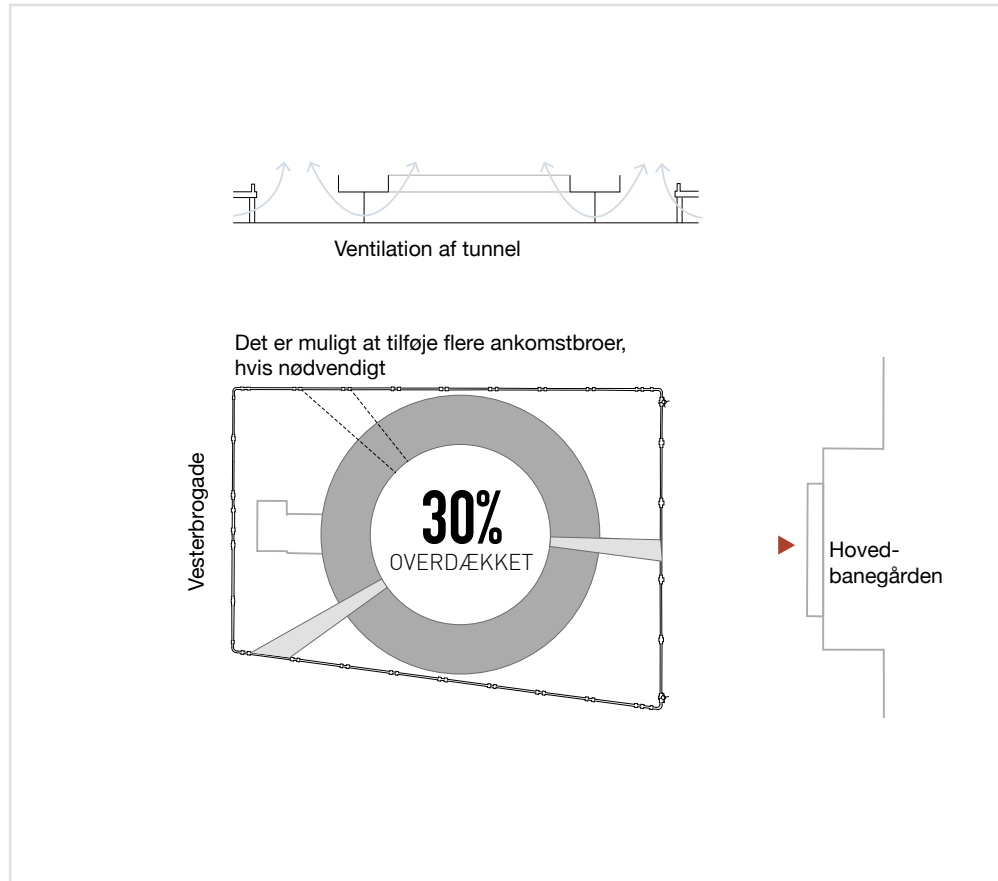 Ventilation af tunnel
Det er muligt at tilføje flere ankomstbroer,
hvis nødvendigt
Vesterbrogade
30%
OVERDÆKKET
Hoved-
banegården